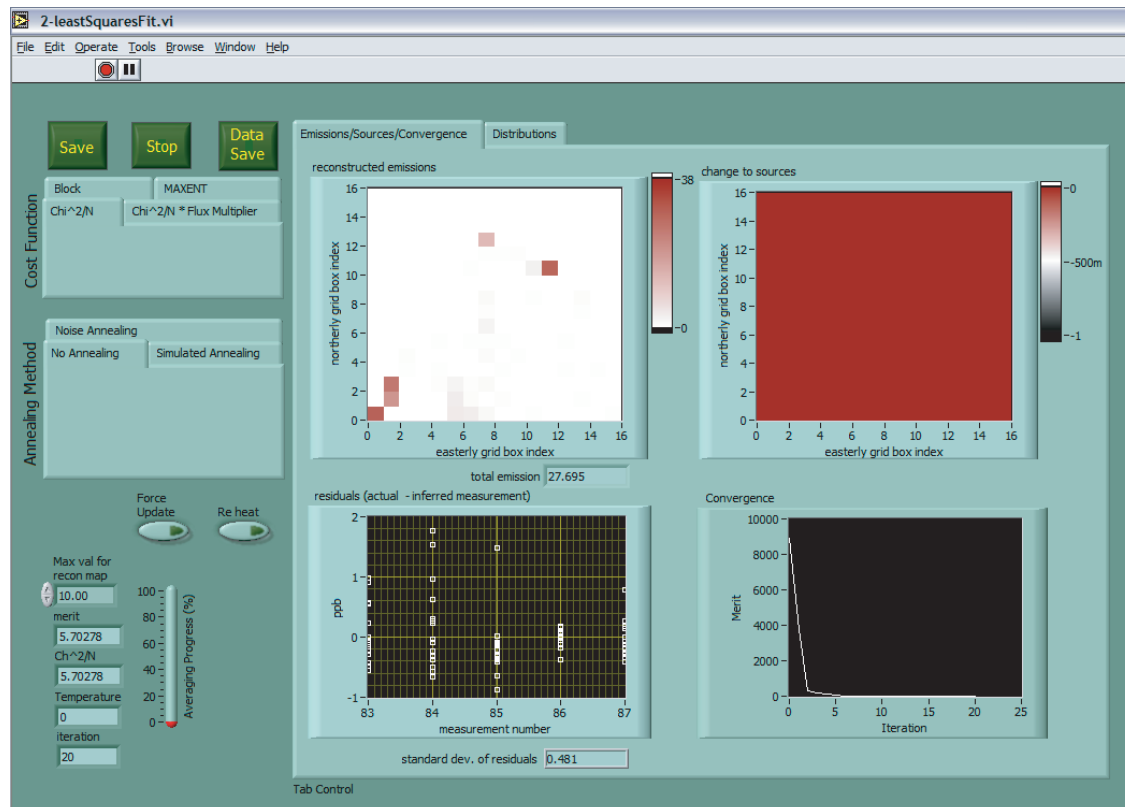 2-leastSquaresFit.vi
File Edit Operate Tools Browse Window Help
Save
Stop
Data
Save
Cost Function
Block
MAXENT
Chi^2/N
Chi^2/N * Flux Multiplier
Annealing Method
Noise Annealing
No Annealing
Simulated Annealing
Force
Update
Re heat
Max val for
recon map
10.00
merit
5.70278
Ch^2/N
5.70278
Temperature
0
iteration
20
100
80
60
40
20
0
Averaging Progress (%)
Emissions/Sources/Convergence
Distributions
reconstructed emissions
16
14
12
10
8
6
4
2
0
northerly grid box index
0 2 4 6 8 10 12 14 16
easterly grid box index
38
0
total emission 27.695
change to sources
16
14
12
10
8
6
4
2
0
northerly grid box index
0 2 4 6 8 10 12 14 16
easterly grid box index
0
-500m
-1
residuals (actual - inferred measurement)
2
1
0
-1
ppb
83 84 85 86 87
measurement number
standard dev. of residuals 0.481
Convergence
10000
8000
6000
4000
2000
0
Merit
0 5 10 15 20 25
Iteration
Tab Control